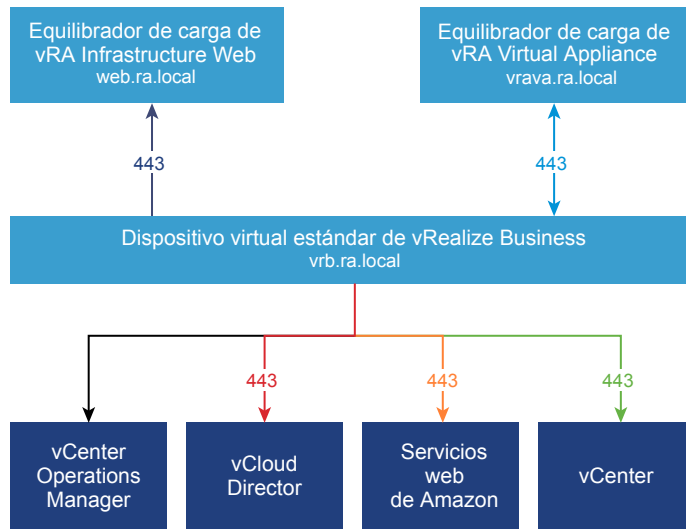 Equilibrador de carga de
vRA Infrastructure Web
web.ra.local
Equilibrador de carga de
vRA Virtual Appliance
vrava.ra.local
443
443
Dispositivo virtual estándar de vRealize Business
vrb.ra.local
443
443
443
vCenter
Operations
Manager
vCloud
Director
Servicios
web
de Amazon
vCenter